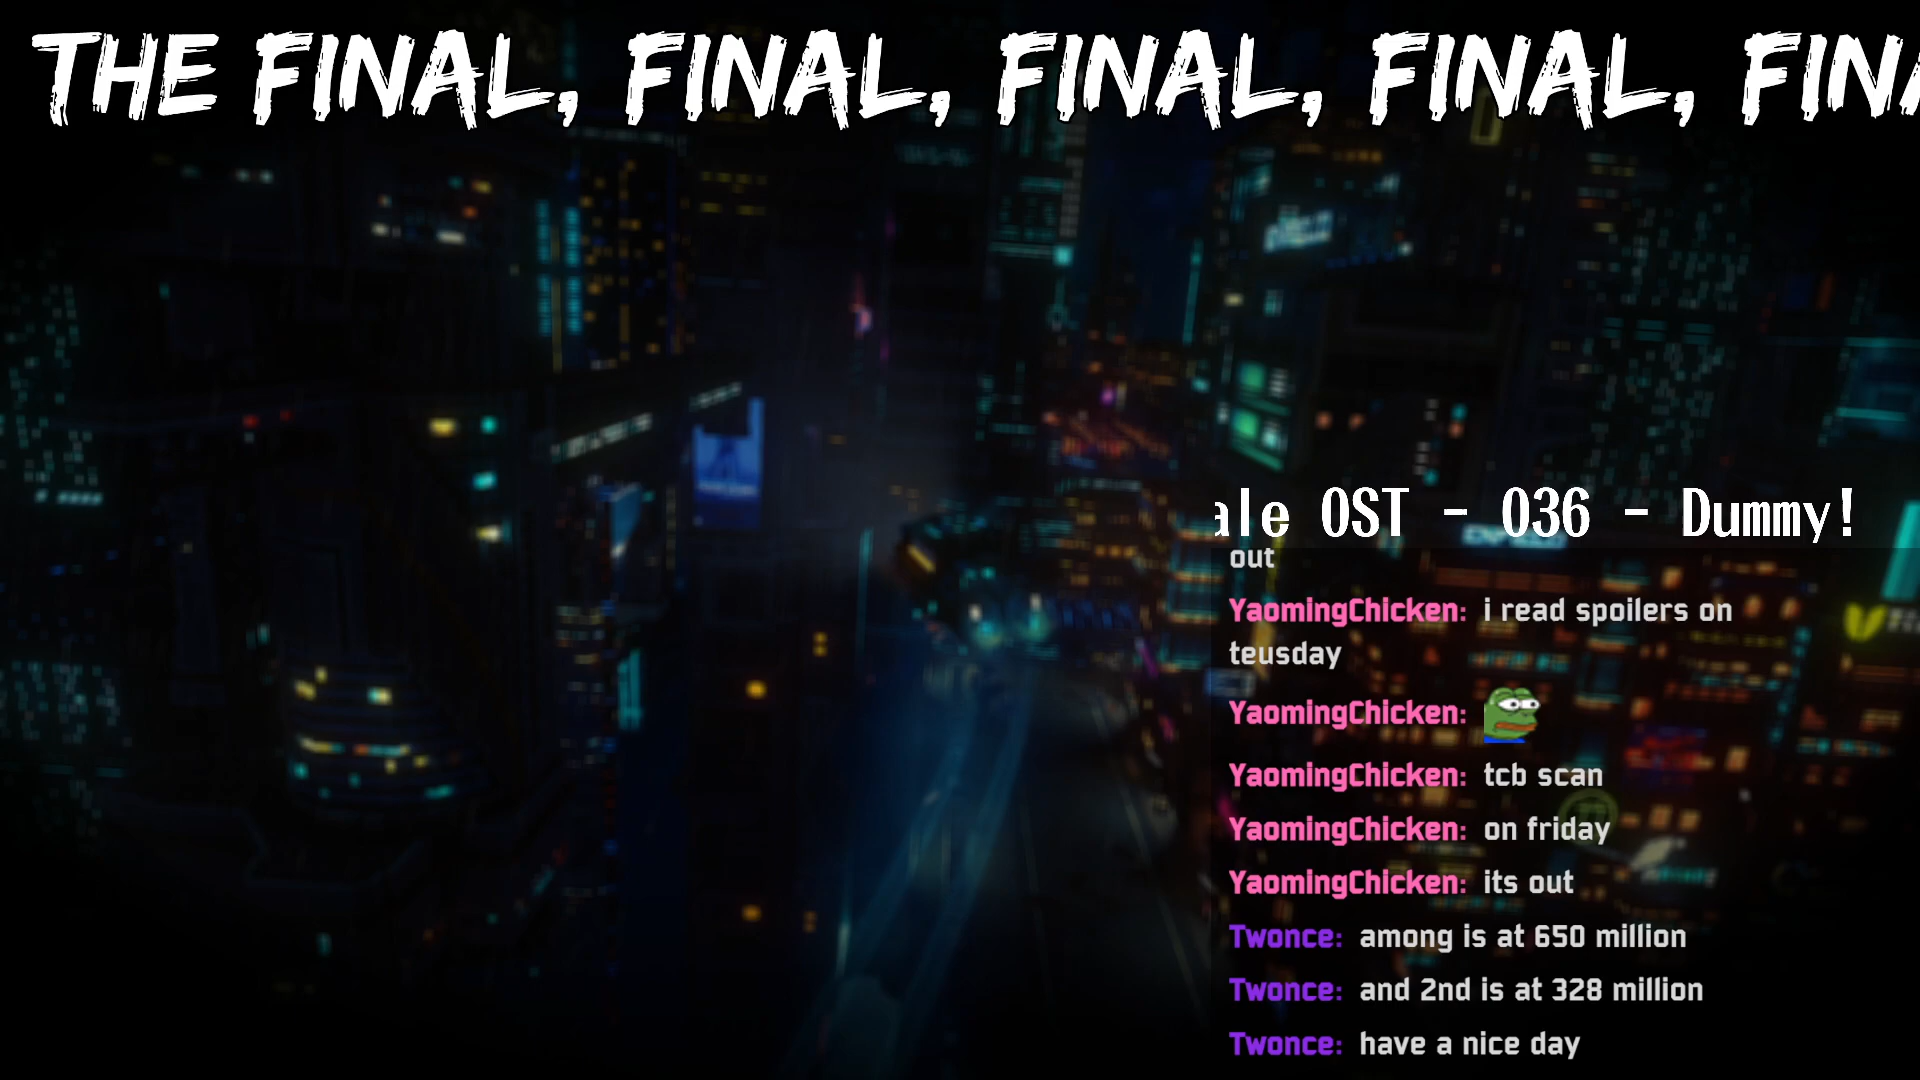 THE FINAL, FINAL, FINAL, FINAL, FINA
ale OST - 036 - Dummy!
out
YaomingChicken: i read spoilers on
teusday
YaomingChicken:
YaomingChicken: tcb scan
YaomingChicken: on friday
YaomingChicken: its out
Twonce: among is at 650 million
Twonce: and 2nd is at 328 million
Twonce: have a nice day